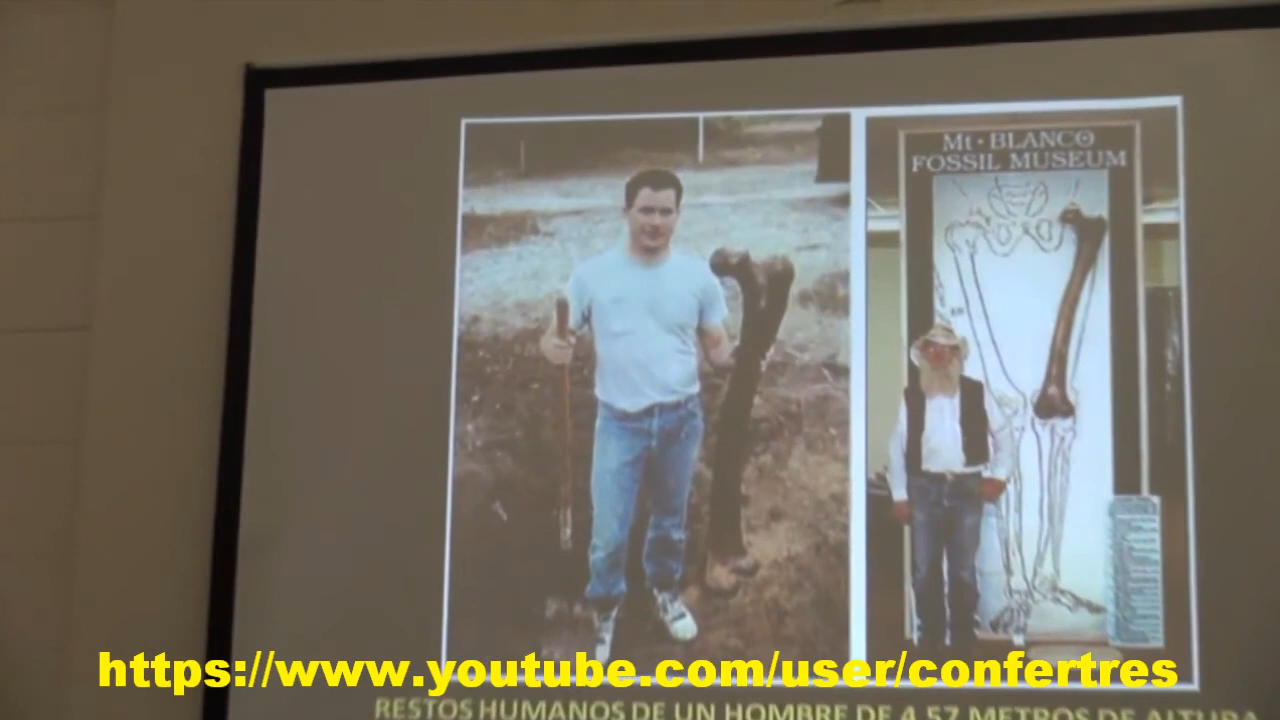 Mt • BLANCO
FOSSIL MUSEUM
https://www.youtube.com/user/confertres
RESTOS HUMANOS DE UN HOMBRE DE 4,57 METROS DE ALTURA